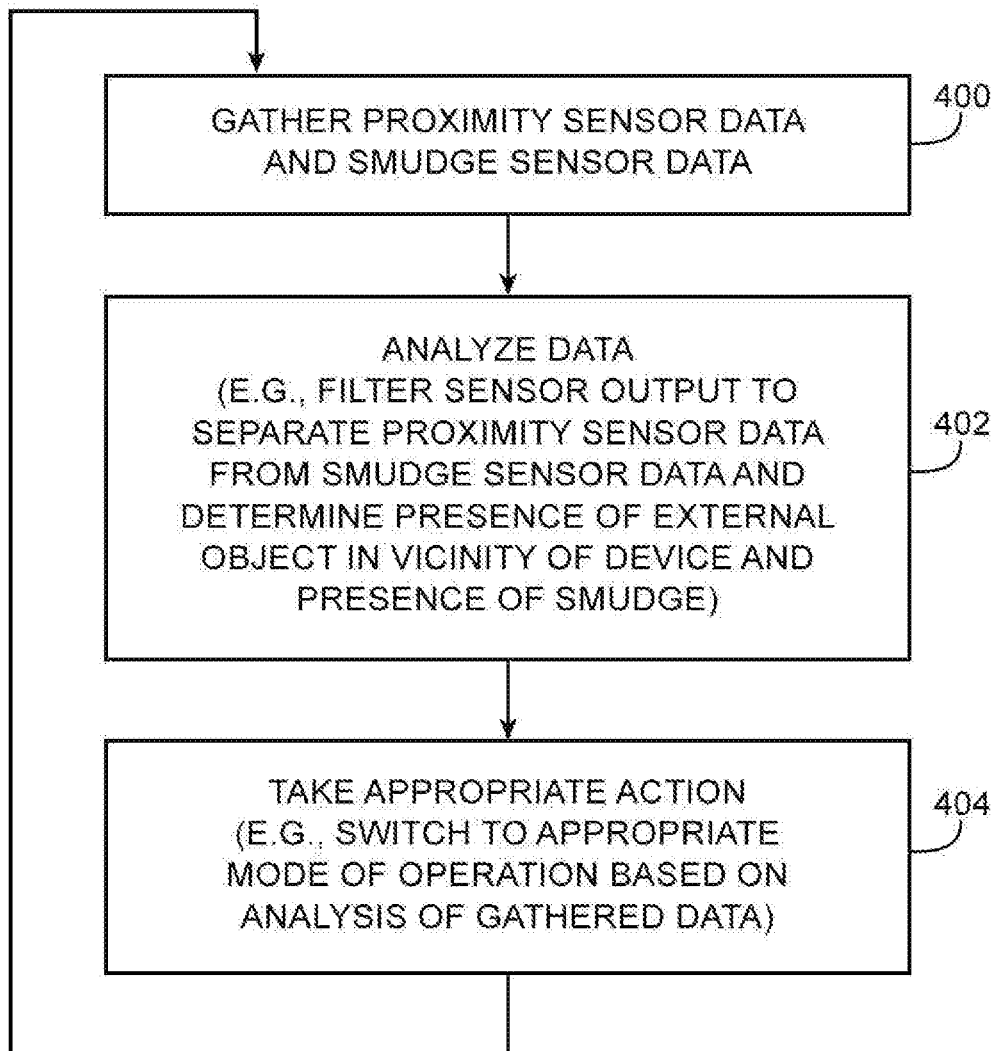 GATHER PROXIMITY SENSOR DATA
AND SMUDGE SENSOR DATA
400
ANALYZE DATA
(E.G., FILTER SENSOR OUTPUT TO
SEPARATE PROXIMITY SENSOR DATA
FROM SMUDGE SENSOR DATA AND
DETERMINE PRESENCE OF EXTERNAL
OBJECT IN VICINITY OF DEVICE AND
PRESENCE OF SMUDGE)
402
TAKE APPROPRIATE ACTION
(E.G., SWITCH TO APPROPRIATE
MODE OF OPERATION BASED ON
ANALYSIS OF GATHERED DATA)
404